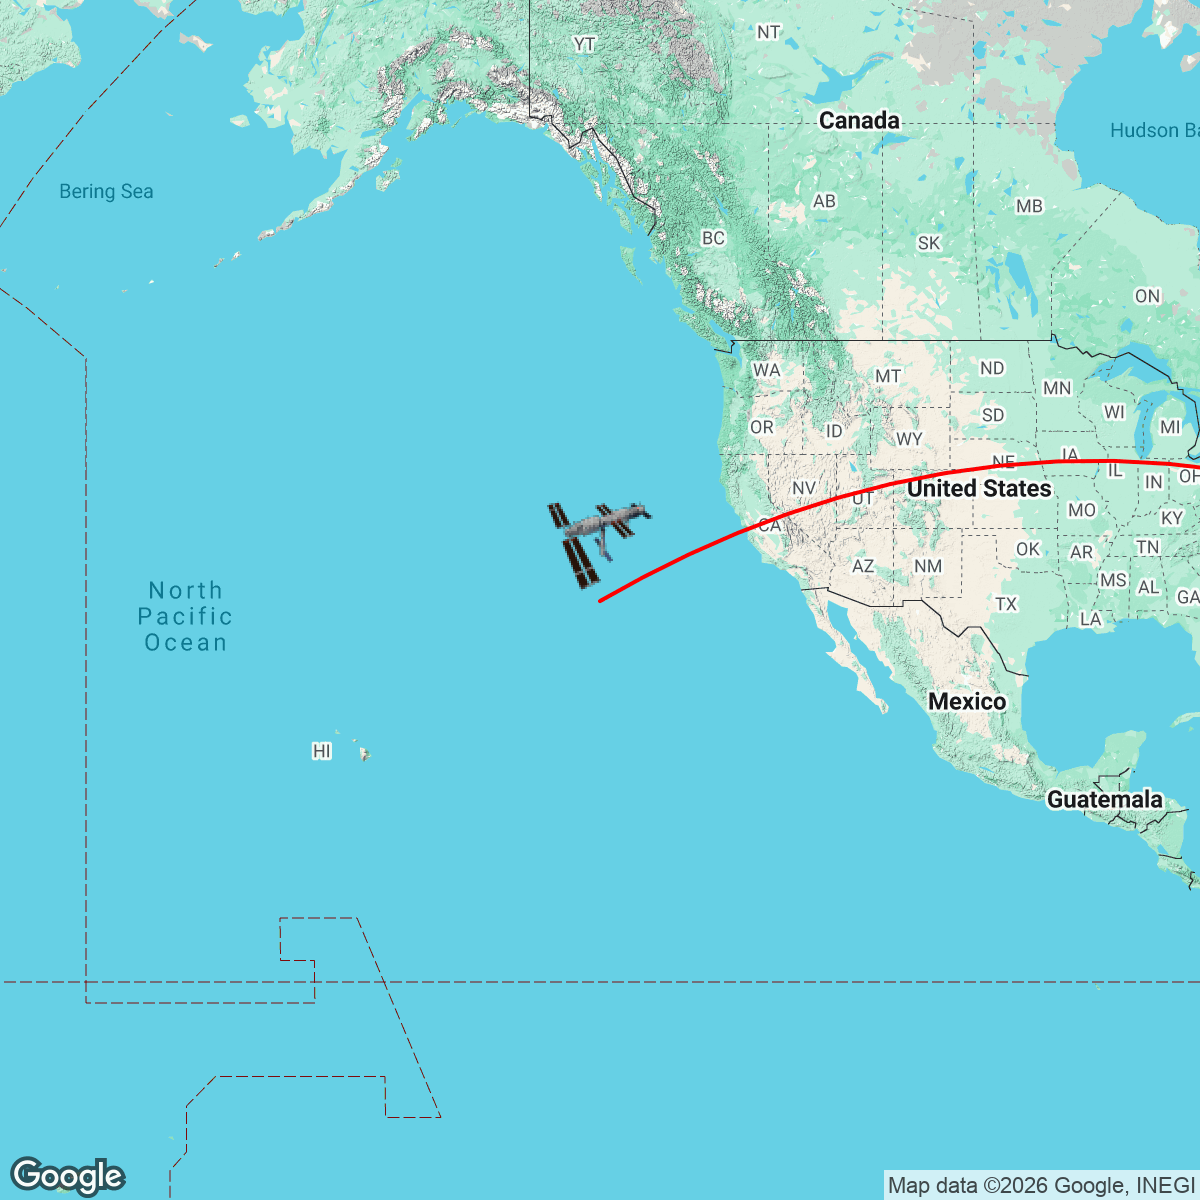 YT
NT
Canada
Hudson Ba
Bering Sea
AB
MB
BC
SK
ON
WA
MT
ND
MN
OR
ID
SD
WI
MI
WY
NE
IA
NV
UT
United States
IL
IN
OH
CA
MO
KY
AZ
NM
OK
AR
TN
MS
AL
GA
TX
LA
North
Pacific
Ocean
Mexico
HI
Guatemala
Google
Map data ©2026 Google, INEGI